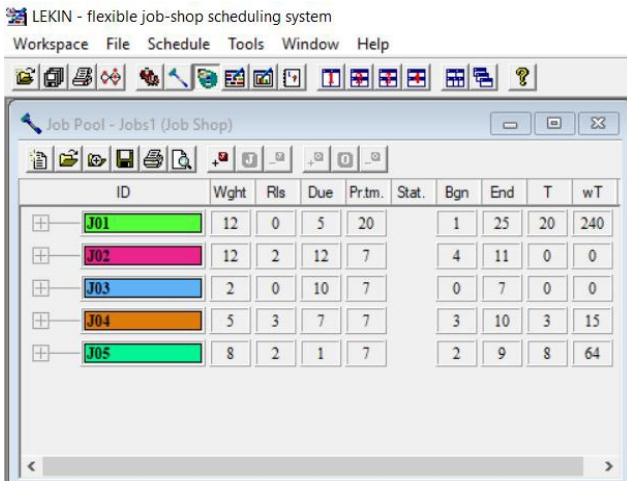 LEKIN - flexible job-shop scheduling system
Workspace File Schedule Tools Window Help
Job Pool - Jobs1 (Job Shop)
ID Wght Rls Due Pr.tm. Stat. Bgn End T wT
J01 12 0 5 20 1 25 20 240
J02 12 2 12 7 4 11 0 0
J03 2 0 10 7 0 7 0 0
J04 5 3 7 7 3 10 3 15
J05 8 2 1 7 2 9 8 64